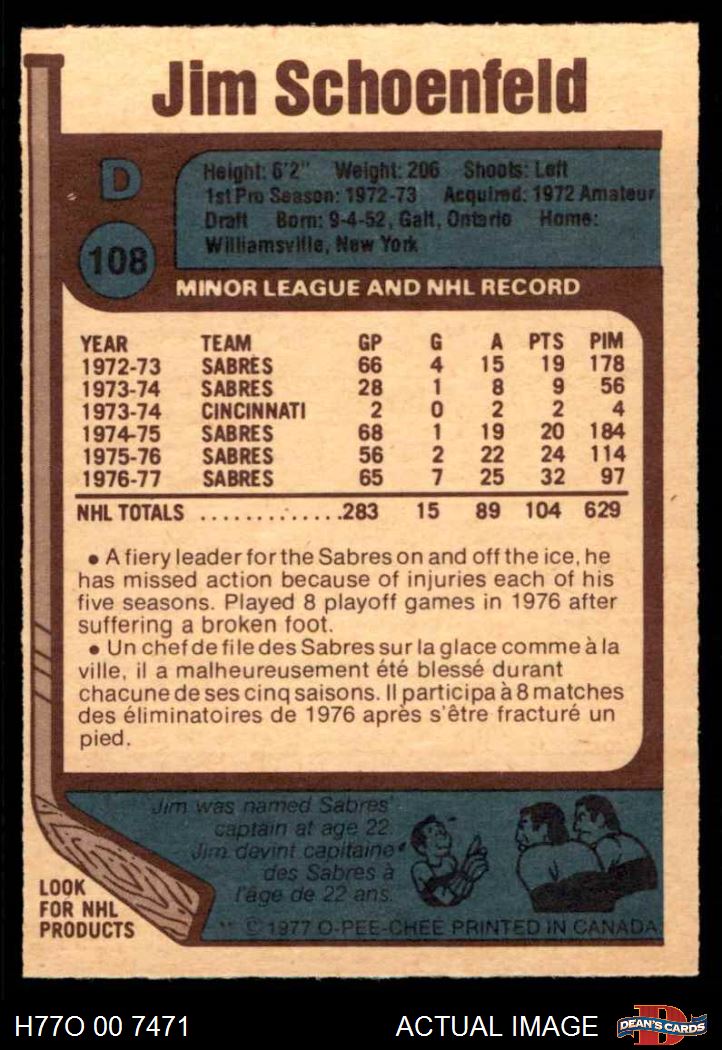 Jim Schoenfeld
D
108
Height: 6'2" Weight: 206 Shoots: Left
1st Pro Season: 1972-73 Acquired: 1972 Amateur
Draft Born: 9-4-52, Galt, Ontario Home:
Williamsville, New York
MINOR LEAGUE AND NHL RECORD
YEAR TEAM GP G A PTS PIM
1972-73 SABRES 66 4 15 19 178
1973-74 SABRES 28 1 8 9 56
1973-74 CINCINNATI 2 0 2 2 4
1974-75 SABRES 68 1 19 20 184
1975-76 SABRES 56 2 22 24 114
1976-77 SABRES 65 7 25 32 97
NHL TOTALS ..............283 15 89 104 629
• A fiery leader for the Sabres on and off the ice, he
has missed action because of injuries each of his
five seasons. Played 8 playoff games in 1976 after
suffering a broken foot.
• Un chef de file des Sabres sur la glace comme à la
ville, il a malheureusement été blessé durant
chacune de ses cinq saisons. Il participa à 8 matches
des éliminatoires de 1976 après s'être fracturé un
pied.
Jim was named Sabres'
captain at age 22.
Jim devint capitaine
des Sabres à
l'âge de 22 ans.
LOOK
FOR NHL
PRODUCTS
** © 1977 O-PEE-CHEE PRINTED IN CANADA
H77O 00 7471
ACTUAL IMAGE
D
DEAN'S CARDS